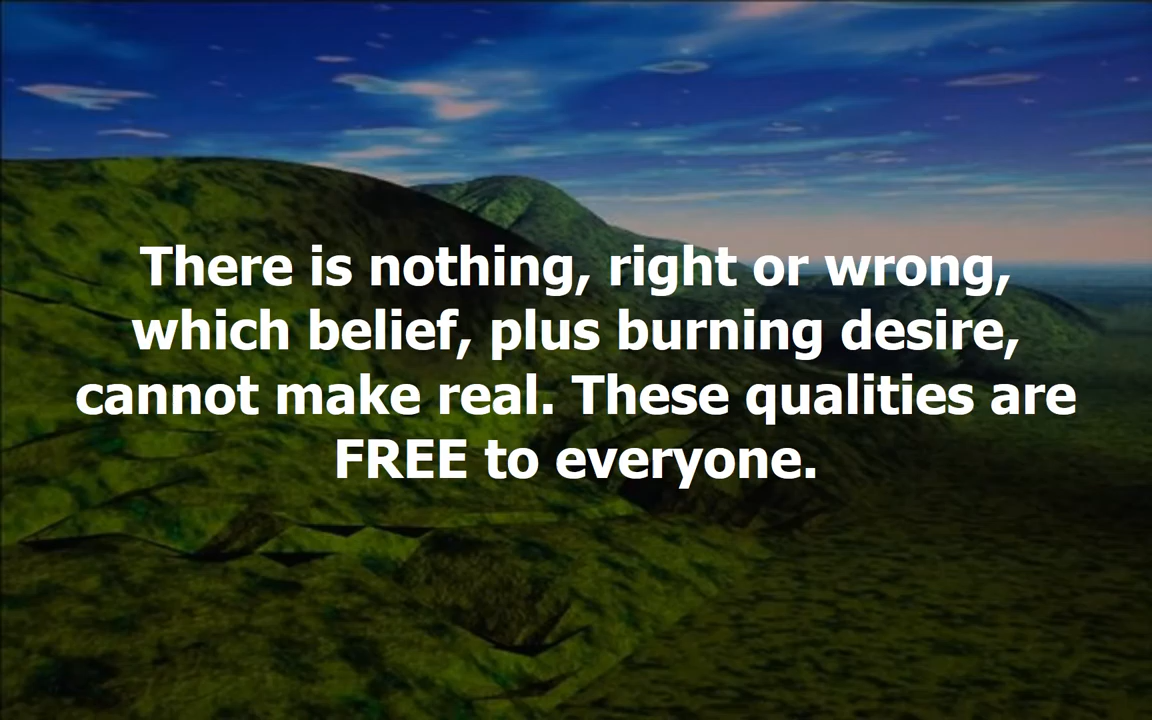 There is nothing, right or wrong,
which belief, plus burning desire,
cannot make real. These qualities are
FREE to everyone.